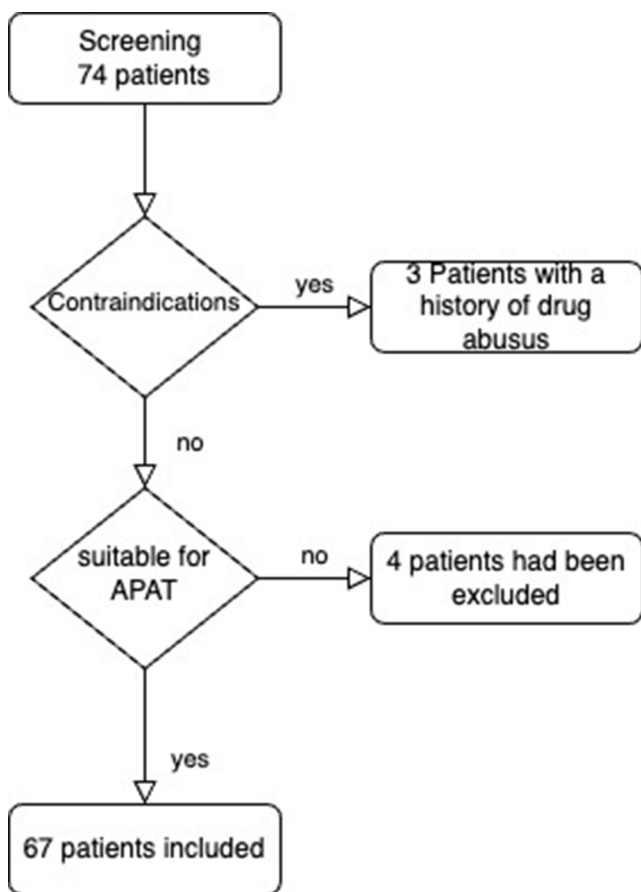 Screening
74 patients
Contraindications
yes
3 Patients with a
history of drug
abusus
no
suitable for
APAT
no
4 patients had been
excluded
yes
67 patients included